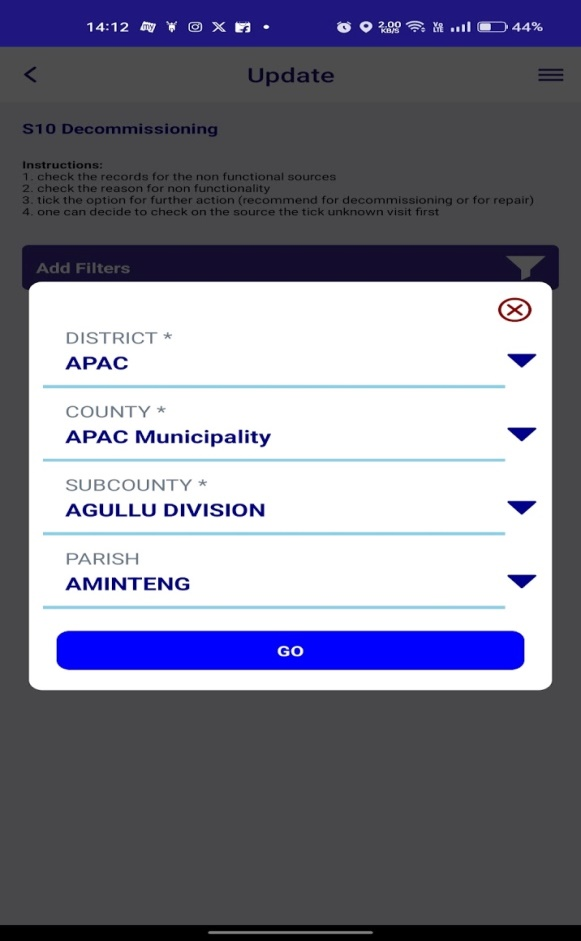 14:12 2.00 KB/S Vo LTE 44%
Update
S10 Decommissioning
Instructions:
1. check the records for the non functional sources
2. check the reason for non functionality
3. tick the option for further action (recommend for decommissioning or for repair)
4. one can decide to check on the source the tick unknown visit first
Add Filters
DISTRICT *
APAC
COUNTY *
APAC Municipality
SUBCOUNTY *
AGULLU DIVISION
PARISH
AMINTENG
GO